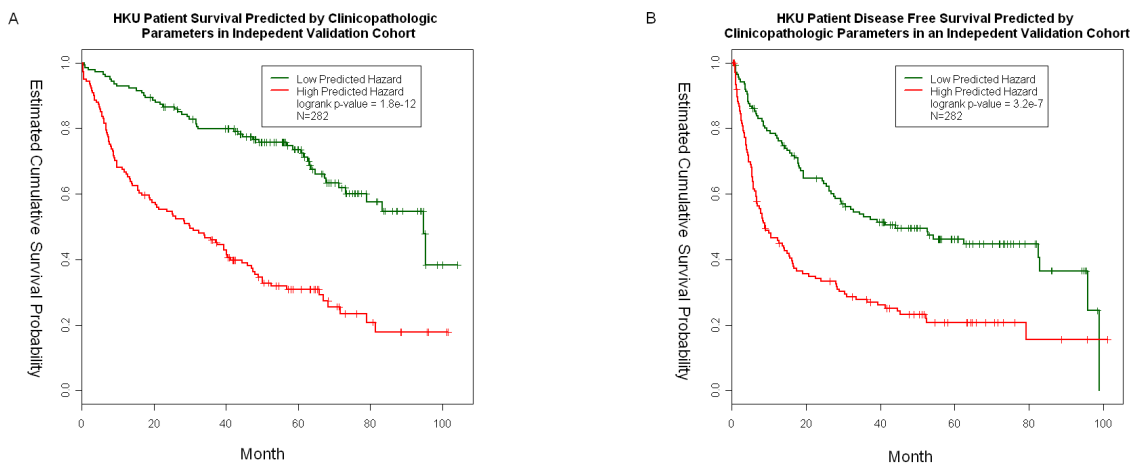 A
HKU Patient Survival Predicted by Clinicopathologic
Parameters in Indepedent Validation Cohort
Estimated Cumulative Survival Probability
1.0
0.8
0.6
0.4
0.2
0.0
Low Predicted Hazard
High Predicted Hazard
logrank p-value = 1.8e-12
N=282
0 20 40 60 80 100
Month
B
HKU Patient Disease Free Survival Predicted by
Clinicopathologic Parameters in an Indepedent Validation Cohort
Estimated Cumulative Survival Probability
1.0
0.8
0.6
0.4
0.2
0.0
Low Predicted Hazard
High Predicted Hazard
logrank p-value = 3.2e-7
N=282
0 20 40 60 80 100
Month